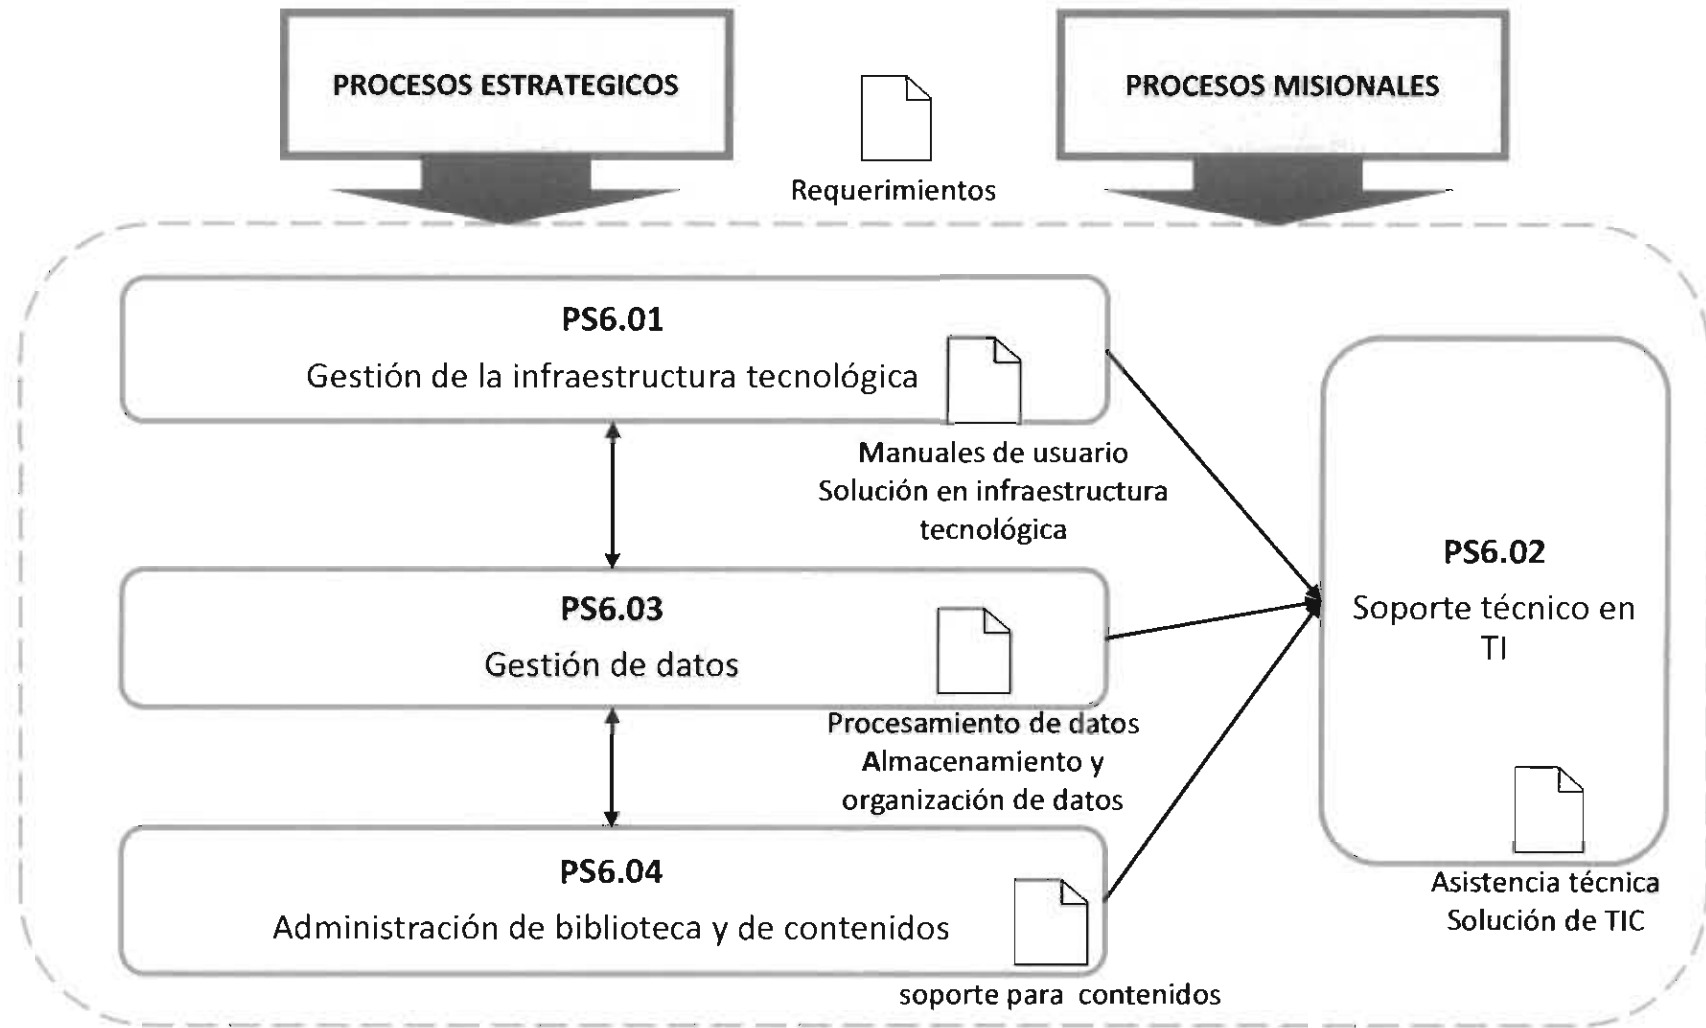 PROCESOS ESTRATEGICOS
PROCESOS MISIONALES
Requerimientos
PS6.01
Gestión de la infraestructura tecnológica
Manuales de usuario
Solución en infraestructura
tecnológica
PS6.03
Gestión de datos
Procesamiento de datos
Almacenamiento y
organización de datos
PS6.04
Administración de biblioteca y de contenidos
soporte para contenidos
PS6.02
Soporte técnico en
TI
Asistencia técnica
Solución de TIC